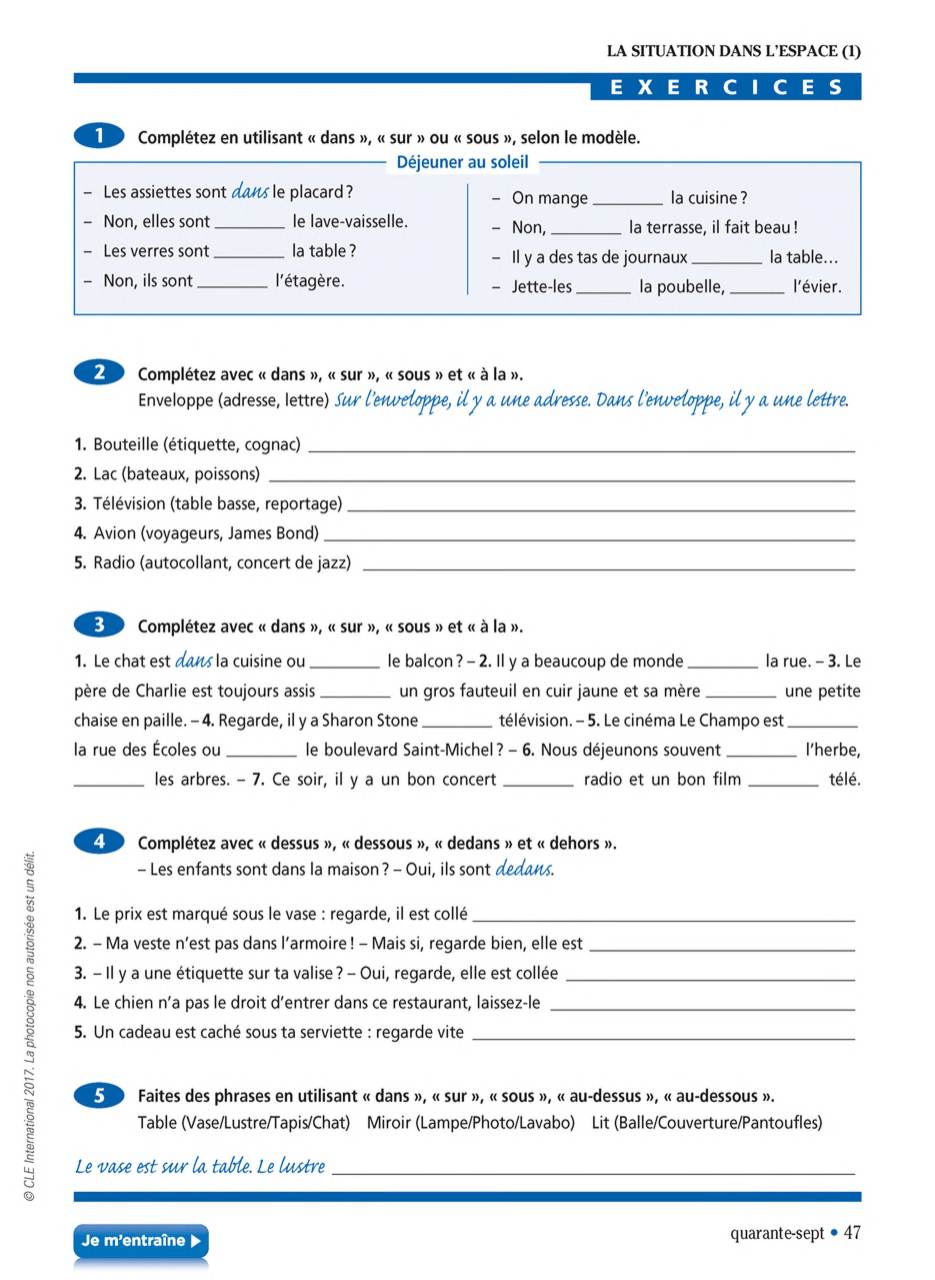 LA SITUATION DANS L'ESPACE (1)
EXERCICES
1 Complétez en utilisant « dans », « sur » ou « sous », selon le modèle.
Déjeuner au soleil
– Les assiettes sont dans le placard ?
– Non, elles sont ________ le lave-vaisselle.
– Les verres sont ________ la table ?
– Non, ils sont ________ l'étagère.
– On mange ________ la cuisine ?
– Non, ________ la terrasse, il fait beau !
– Il y a des tas de journaux ________ la table…
– Jette-les ______ la poubelle, ______ l'évier.
2 Complétez avec « dans », « sur », « sous » et « à la ».
Enveloppe (adresse, lettre) Sur l'enveloppe, il y a une adresse. Dans l'enveloppe, il y a une lettre.
1. Bouteille (étiquette, cognac) ________
2. Lac (bateaux, poissons) ________
3. Télévision (table basse, reportage) ________
4. Avion (voyageurs, James Bond) ________
5. Radio (autocollant, concert de jazz) ________
3 Complétez avec « dans », « sur », « sous » et « à la ».
1. Le chat est dans la cuisine ou ________ le balcon ? – 2. Il y a beaucoup de monde ________ la rue. – 3. Le
père de Charlie est toujours assis ________ un gros fauteuil en cuir jaune et sa mère ________ une petite
chaise en paille. – 4. Regarde, il y a Sharon Stone ________ télévision. – 5. Le cinéma Le Champo est ________
la rue des Écoles ou ________ le boulevard Saint-Michel ? – 6. Nous déjeunons souvent ________ l'herbe,
________ les arbres. – 7. Ce soir, il y a un bon concert ________ radio et un bon film ________ télé.
4 Complétez avec « dessus », « dessous », « dedans » et « dehors ».
– Les enfants sont dans la maison ? – Oui, ils sont dedans.
1. Le prix est marqué sous le vase : regarde, il est collé ________
2. – Ma veste n'est pas dans l'armoire ! – Mais si, regarde bien, elle est ________
3. – Il y a une étiquette sur ta valise ? – Oui, regarde, elle est collée ________
4. Le chien n'a pas le droit d'entrer dans ce restaurant, laissez-le ________
5. Un cadeau est caché sous ta serviette : regarde vite ________
5 Faites des phrases en utilisant « dans », « sur », « sous », « au-dessus », « au-dessous ».
Table (Vase/Lustre/Tapis/Chat) Miroir (Lampe/Photo/Lavabo) Lit (Balle/Couverture/Pantoufles)
Le vase est sur la table. Le lustre ________
© CLE International 2017. La photocopie non autorisée est un délit.
Je m'entraîne
quarante-sept • 47